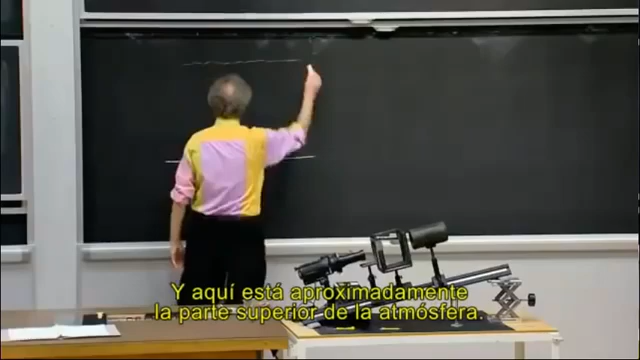 Y aquí está aproximadamente
la parte superior de la atmósfera.